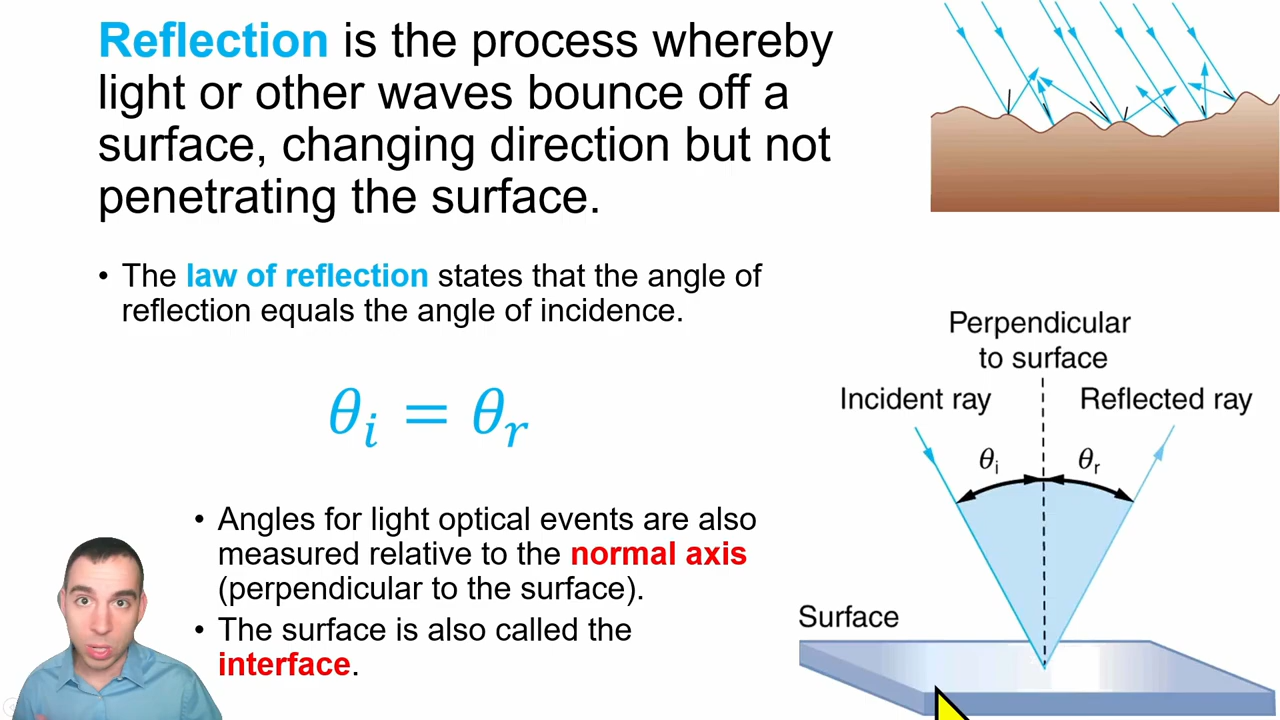 Reflection is the process whereby
light or other waves bounce off a
surface, changing direction but not
penetrating the surface.
• The law of reflection states that the angle of
reflection equals the angle of incidence.
θi = θr
• Angles for light optical events are also
measured relative to the normal axis
(perpendicular to the surface).
• The surface is also called the
interface.
Perpendicular
to surface
Incident ray
Reflected ray
θi
θr
Surface